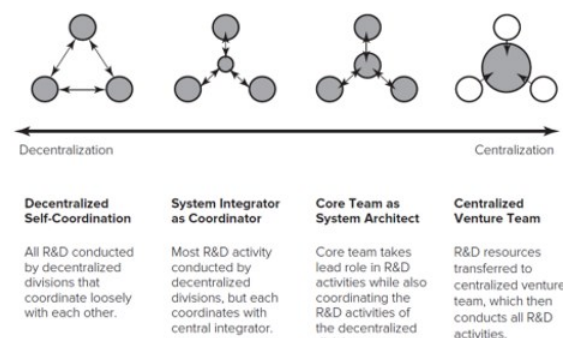 Decentralization
Centralization
Decentralized
Self-Coordination
All R&D conducted
by decentralized
divisions that
coordinate loosely
with each other.
System Integrator
as Coordinator
Most R&D activity
conducted by
decentralized
divisions, but each
coordinates with
central integrator.
Core Team as
System Architect
Core team takes
lead role in R&D
activities while also
coordinating the
R&D activities of
the decentralized
Centralized
Venture Team
R&D resources
transferred to
centralized venture
team, which then
conducts all R&D
activities.